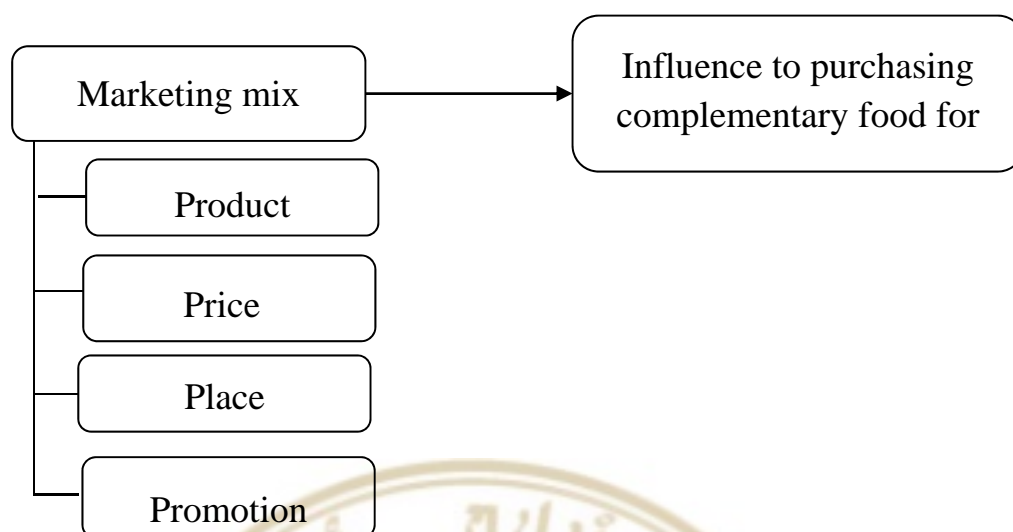 Marketing mix
Influence to purchasing
complementary food for
Product
Price
Place
Promotion